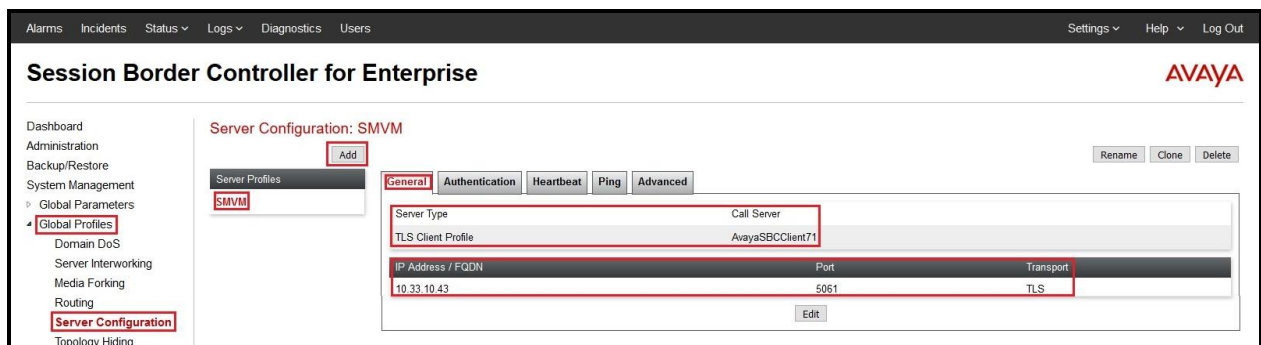 Alarms Incidents Status Logs Diagnostics Users Settings Help Log Out
Session Border Controller for Enterprise AVAYA
Dashboard
Administration
Backup/Restore
System Management
Global Parameters
Global Profiles
Domain DoS
Server Interworking
Media Forking
Routing
Server Configuration
Topology Hiding
Server Configuration: SMVM
Add Rename Clone Delete
Server Profiles
SMVM
General Authentication Heartbeat Ping Advanced
Server Type Call Server
TLS Client Profile AvayaSBCClient71
IP Address / FQDN Port Transport
10.33.10.43 5061 TLS
Edit